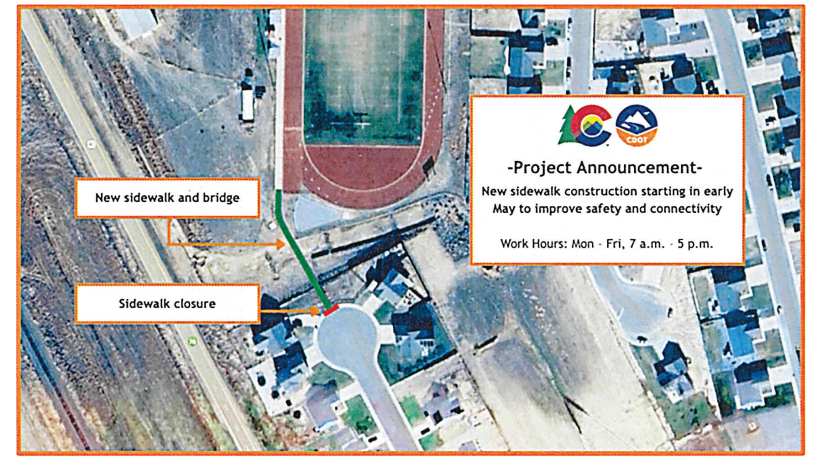 CDOT
-Project Announcement-
New sidewalk construction starting in early
May to improve safety and connectivity
Work Hours: Mon - Fri, 7 a.m. - 5 p.m.
New sidewalk and bridge
Sidewalk closure